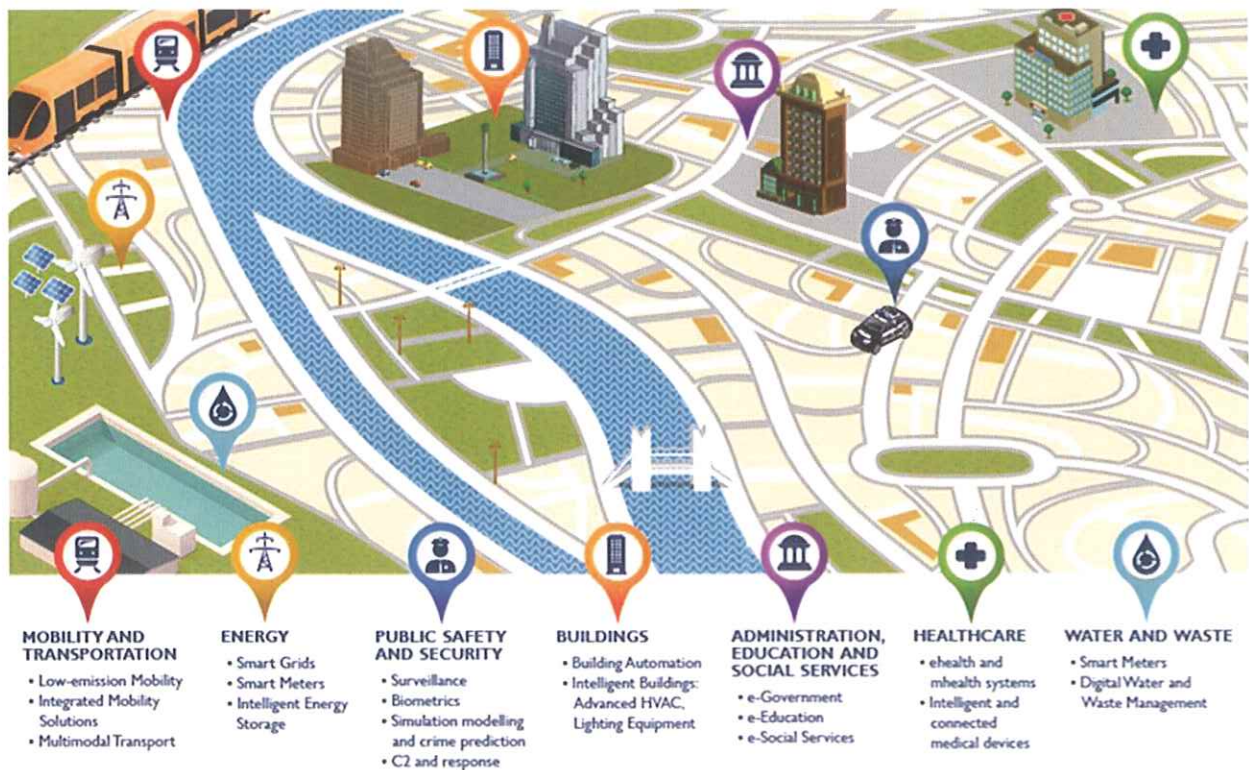 MOBILITY AND
TRANSPORTATION
• Low-emission Mobility
• Integrated Mobility
Solutions
• Multimodal Transport
ENERGY
• Smart Grids
• Smart Meters
• Intelligent Energy
Storage
PUBLIC SAFETY
AND SECURITY
• Surveillance
• Biometrics
• Simulation modelling
and crime prediction
• C2 and response
BUILDINGS
• Building Automation
• Intelligent Buildings:
Advanced HVAC,
Lighting Equipment
ADMINISTRATION,
EDUCATION AND
SOCIAL SERVICES
• e-Government
• e-Education
• e-Social Services
HEALTHCARE
• ehealth and
mhealth systems
• Intelligent and
connected
medical devices
WATER AND WASTE
• Smart Meters
• Digital Water and
Waste Management